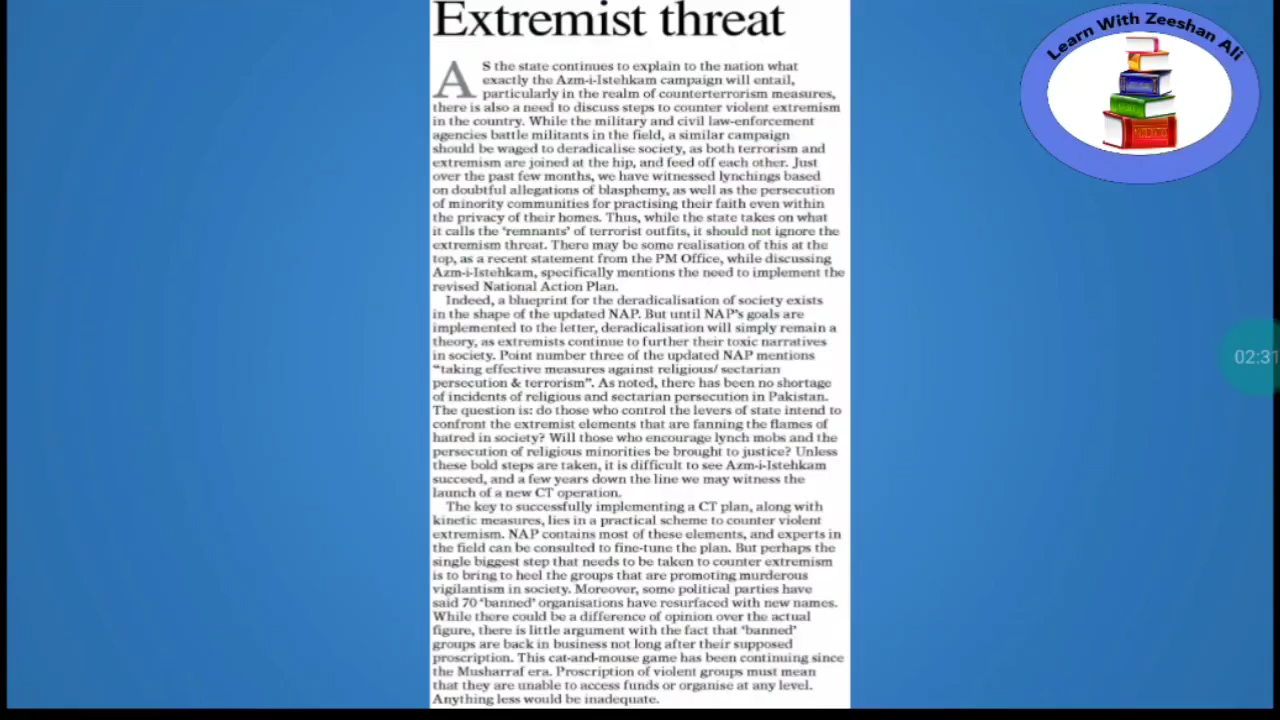 Extremist threat
Learn With Zeeshan Ali
AS the state continues to explain to the nation what
exactly the Azm-i-Istehkam campaign will entail,
particularly in the realm of counterterrorism measures,
there is also a need to discuss steps to counter violent extremism
in the country. While the military and civil law-enforcement
agencies battle militants in the field, a similar campaign
should be waged to deradicalise society, as both terrorism and
extremism are joined at the hip, and feed off each other. Just
over the past few months, we have witnessed lynchings based
on doubtful allegations of blasphemy, as well as the persecution
of minority communities for practising their faith even within
the privacy of their homes. Thus, while the state takes on what
it calls the ‘remnants’ of terrorist outfits, it should not ignore the
extremism threat. There may be some realisation of this at the
top, as a recent statement from the PM Office, while discussing
Azm-i-Istehkam, specifically mentions the need to implement the
revised National Action Plan.
Indeed, a blueprint for the deradicalisation of society exists
in the shape of the updated NAP. But until NAP’s goals are
implemented to the letter, deradicalisation will simply remain a
theory, as extremists continue to further their toxic narratives
in society. Point number three of the updated NAP mentions
“taking effective measures against religious/ sectarian
persecution & terrorism”. As noted, there has been no shortage
of incidents of religious and sectarian persecution in Pakistan.
The question is: do those who control the levers of state intend to
confront the extremist elements that are fanning the flames of
hatred in society? Will those who encourage lynch mobs and the
persecution of religious minorities be brought to justice? Unless
these bold steps are taken, it is difficult to see Azm-i-Istehkam
succeed, and a few years down the line we may witness the
launch of a new CT operation.
The key to successfully implementing a CT plan, along with
kinetic measures, lies in a practical scheme to counter violent
extremism. NAP contains most of these elements, and experts in
the field can be consulted to fine-tune the plan. But perhaps the
single biggest step that needs to be taken to counter extremism
is to bring to heel the groups that are promoting murderous
vigilantism in society. Moreover, some political parties have
said 70 ‘banned’ organisations have resurfaced with new names.
While there could be a difference of opinion over the actual
figure, there is little argument with the fact that ‘banned’
groups are back in business not long after their supposed
proscription. This cat-and-mouse game has been continuing since
the Musharraf era. Proscription of violent groups must mean
that they are unable to access funds or organise at any level.
Anything less would be inadequate.
02:31